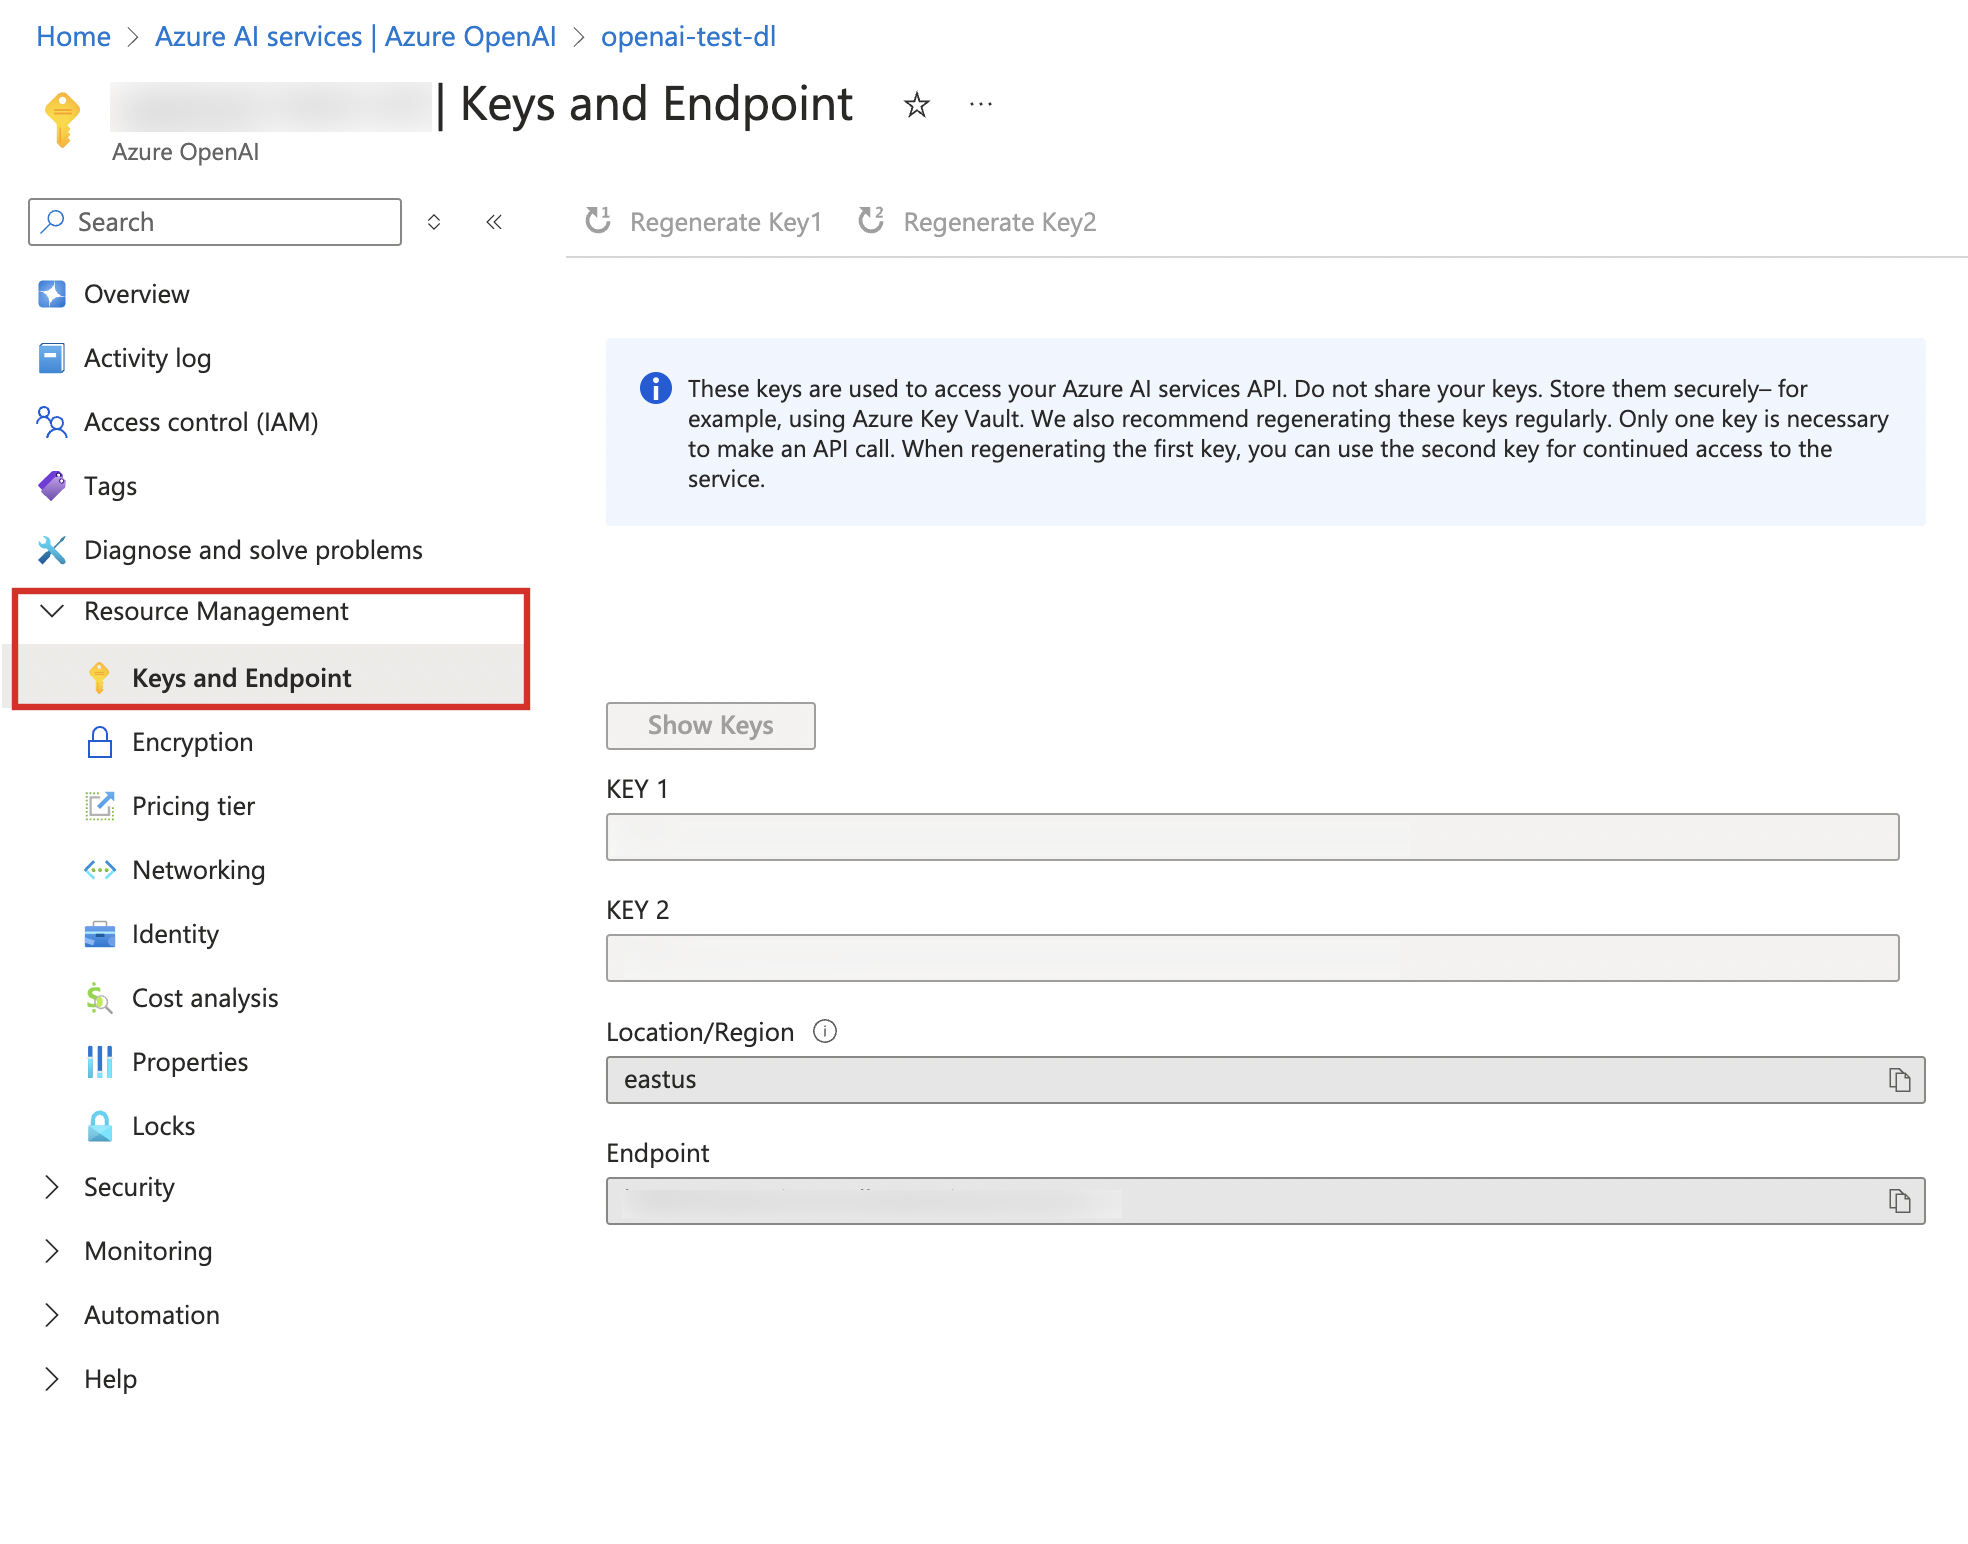 Home > Azure AI services | Azure OpenAI > openai-test-dl
| Keys and Endpoint
Azure OpenAI
Search
1 Regenerate Key1 2 Regenerate Key2
Overview
Activity log
Access control (IAM)
Tags
Diagnose and solve problems
Resource Management
Keys and Endpoint
Encryption
Pricing tier
Networking
Identity
Cost analysis
Properties
Locks
Security
Monitoring
Automation
Help
These keys are used to access your Azure AI services API. Do not share your keys. Store them securely– for
example, using Azure Key Vault. We also recommend regenerating these keys regularly. Only one key is necessary
to make an API call. When regenerating the first key, you can use the second key for continued access to the
service.
Show Keys
KEY 1
KEY 2
Location/Region
eastus
Endpoint